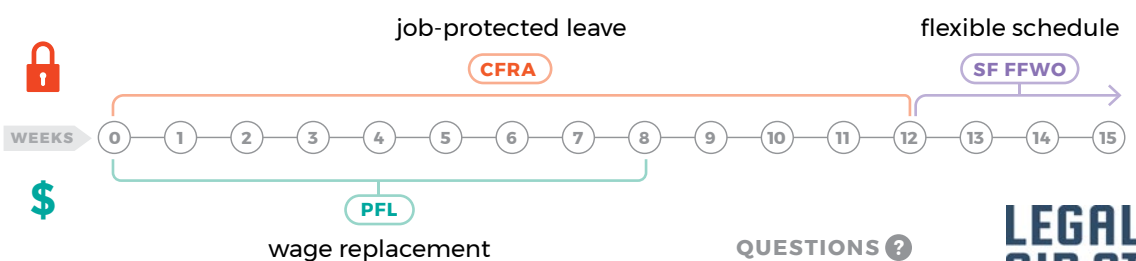 job-protected leave
flexible schedule
CFRA
SF FFWO
WEEKS 0 1 2 3 4 5 6 7 8 9 10 11 12 13 14 15
$
PFL
wage replacement
QUESTIONS ?
LEGAL